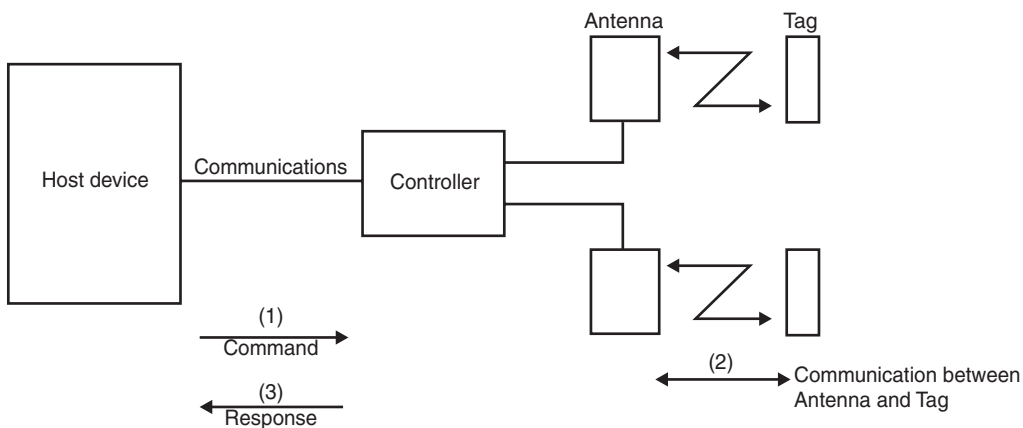 Antenna
Tag
Host device
Communications
Controller
(1)
Command
(2)
Communication between
Antenna and Tag
(3)
Response